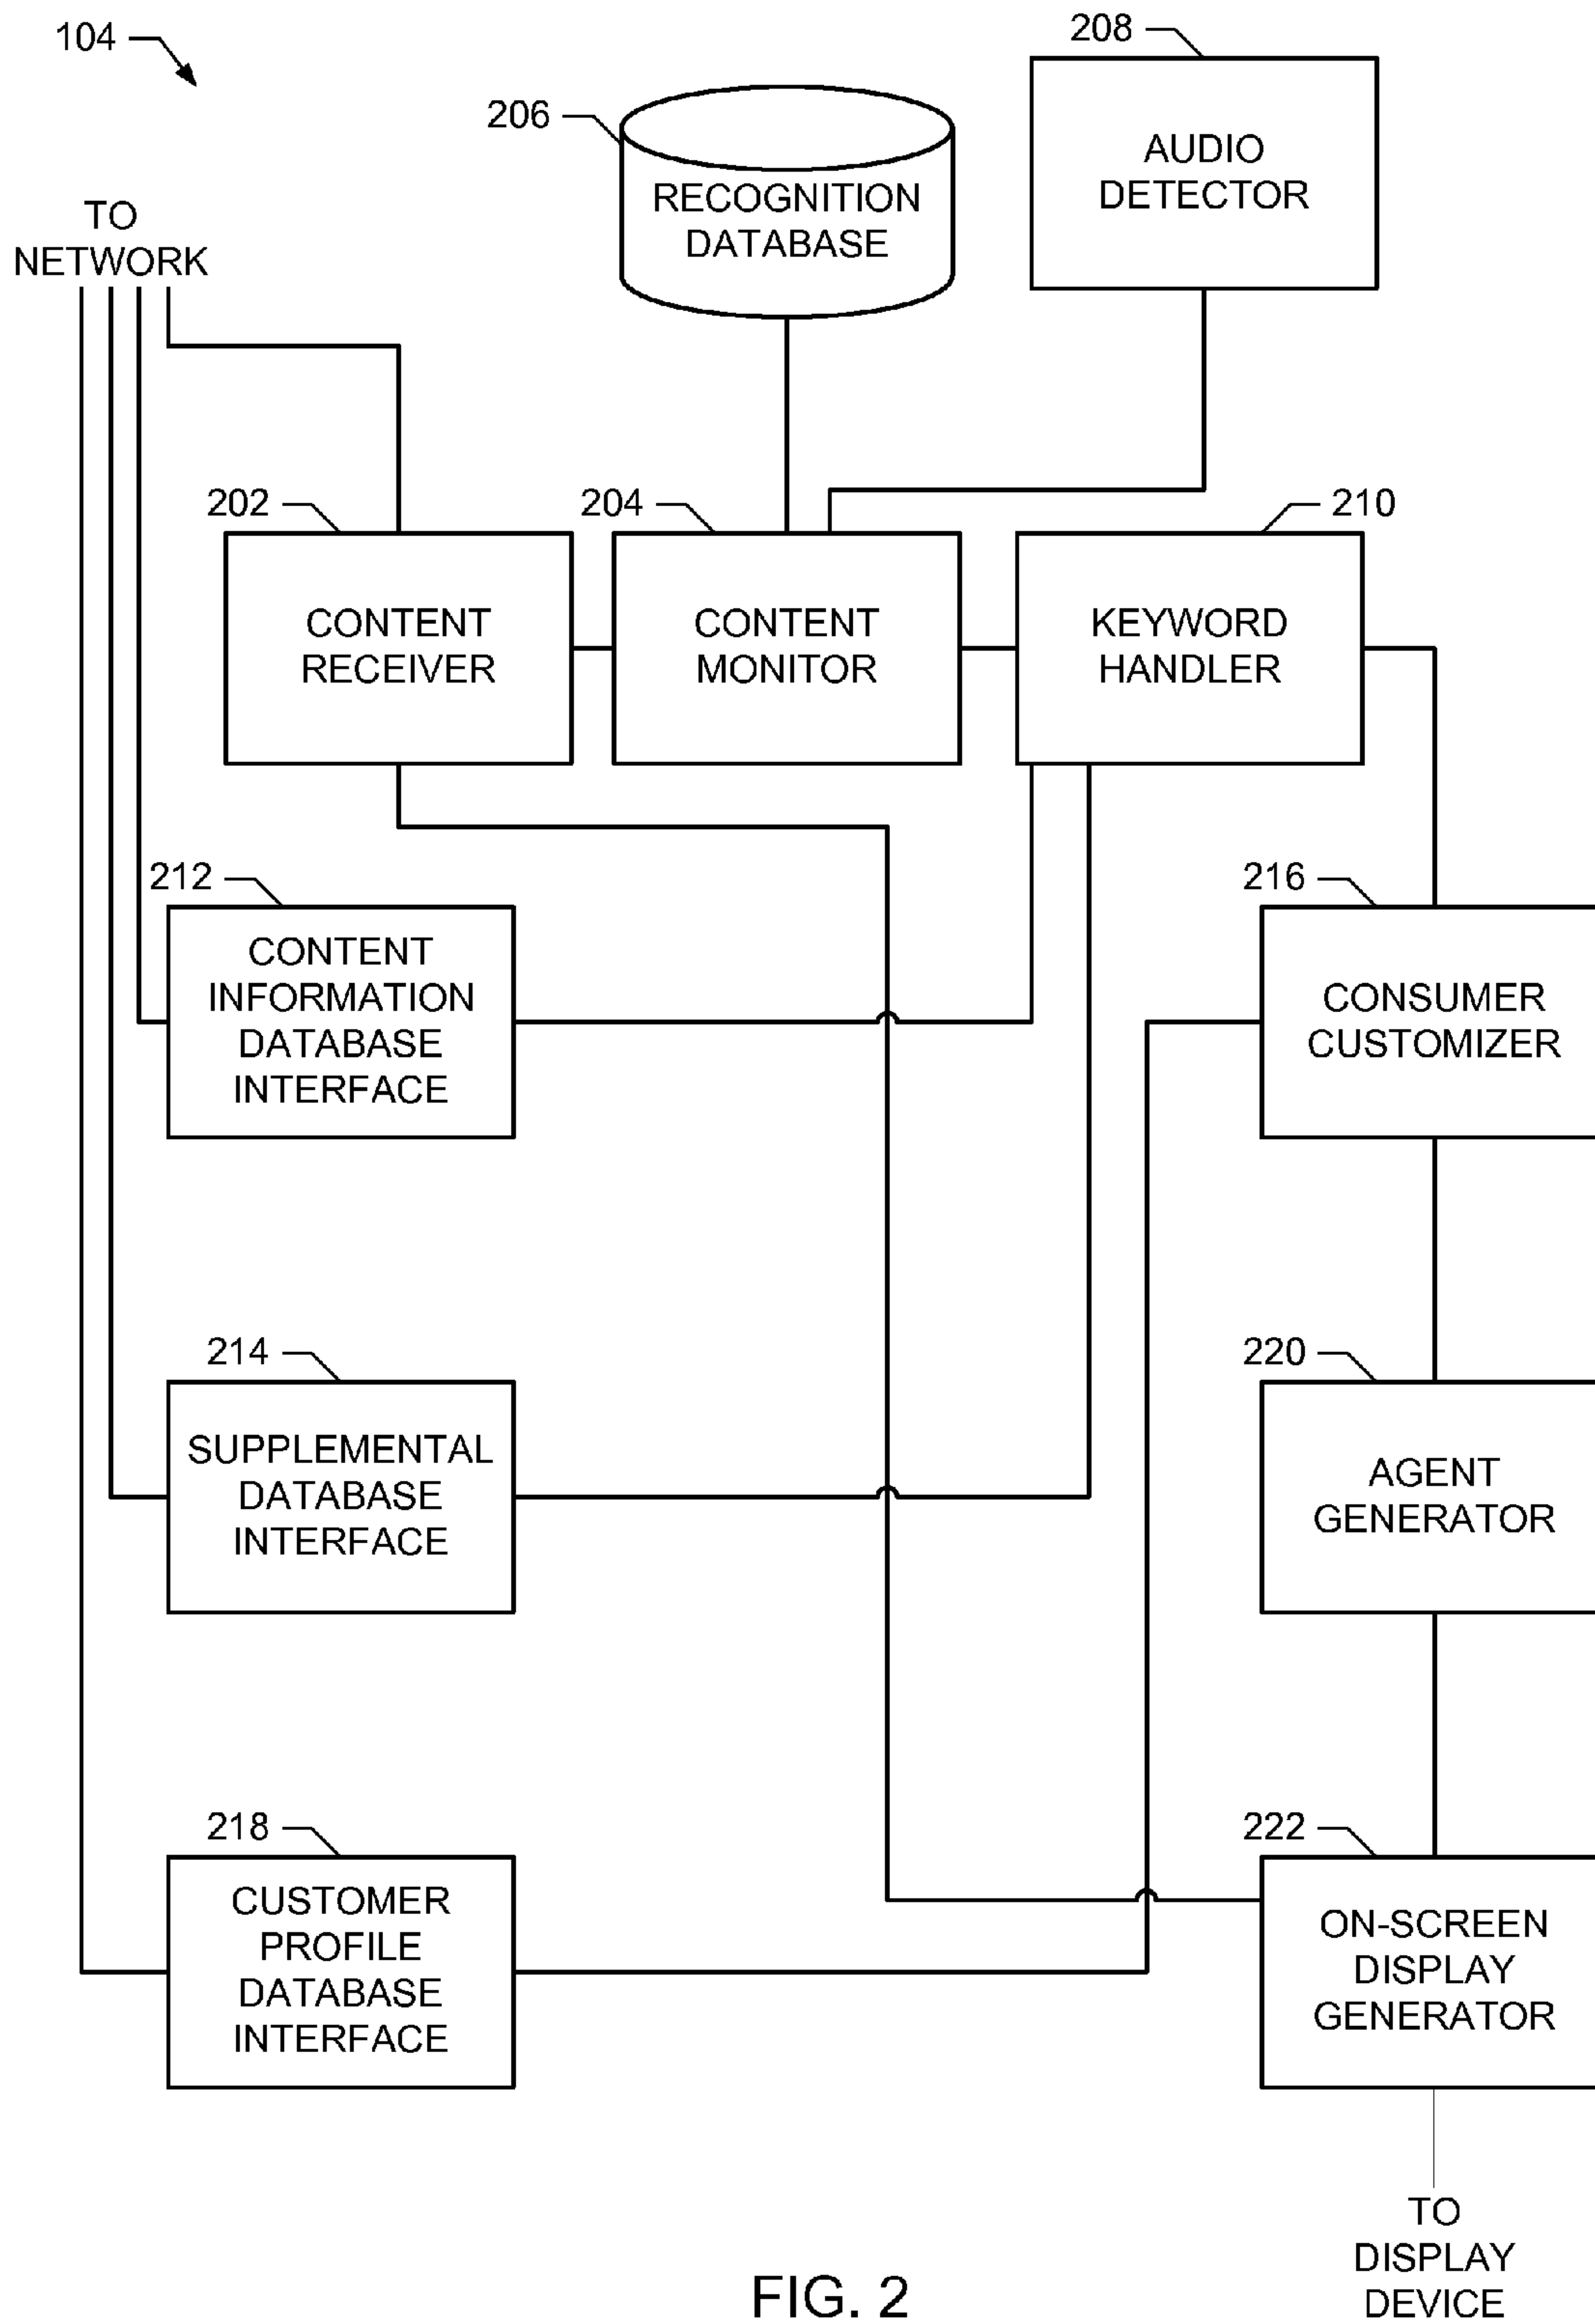 104
208
206
AUDIO
DETECTOR
RECOGNITION
DATABASE
TO
NETWORK
202
204
210
CONTENT
RECEIVER
CONTENT
MONITOR
KEYWORD
HANDLER
212
216
CONTENT
INFORMATION
DATABASE
INTERFACE
CONSUMER
CUSTOMIZER
214
220
SUPPLEMENTAL
DATABASE
INTERFACE
AGENT
GENERATOR
218
222
CUSTOMER
PROFILE
DATABASE
INTERFACE
ON-SCREEN
DISPLAY
GENERATOR
TO
DISPLAY
DEVICE
FIG. 2